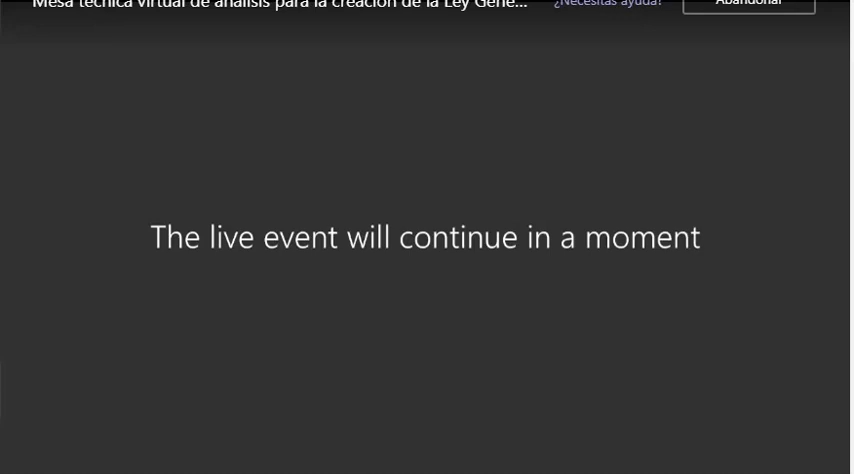 Mesa técnica virtual de análisis para la creación de la Ley Gene...
¿Necesitas ayuda?
Abandonar
The live event will continue in a moment